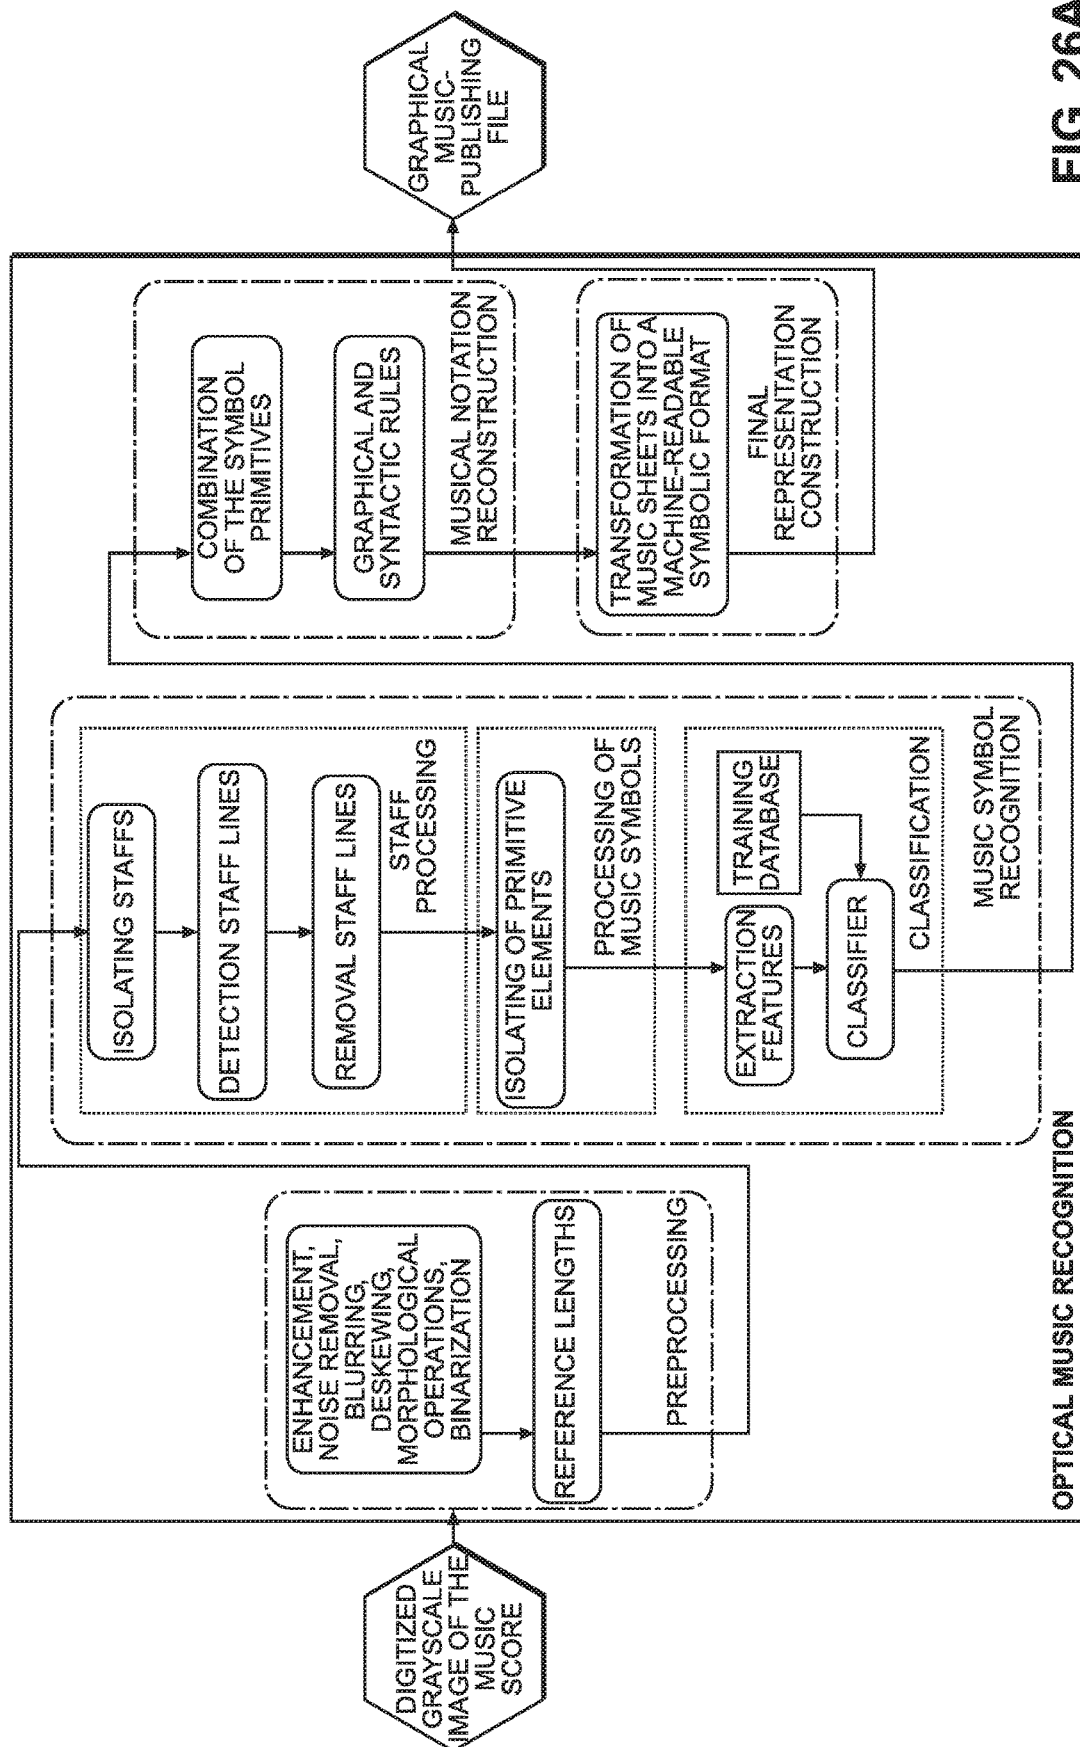 DIGITIZED
GRAYSCALE
IMAGE OF THE
MUSIC
SCORE
ENHANCEMENT,
NOISE REMOVAL,
BLURRING,
DESKEWING,
MORPHOLOGICAL
OPERATIONS,
BINARIZATION
REFERENCE LENGTHS
PREPROCESSING
ISOLATING STAFFS
DETECTION STAFF LINES
REMOVAL STAFF LINES
STAFF
PROCESSING
ISOLATING OF PRIMITIVE
ELEMENTS
PROCESSING OF
MUSIC SYMBOLS
EXTRACTION
FEATURES
TRAINING
DATABASE
CLASSIFIER
CLASSIFICATION
MUSIC SYMBOL
RECOGNITION
COMBINATION
OF THE SYMBOL
PRIMITIVES
GRAPHICAL AND
SYNTACTIC RULES
MUSICAL NOTATION
RECONSTRUCTION
TRANSFORMATION OF
MUSIC SHEETS INTO A
MACHINE-READABLE
SYMBOLIC FORMAT
FINAL
REPRESENTATION
CONSTRUCTION
GRAPHICAL
MUSIC-
PUBLISHING
FILE
OPTICAL MUSIC RECOGNITION
FIG 26A